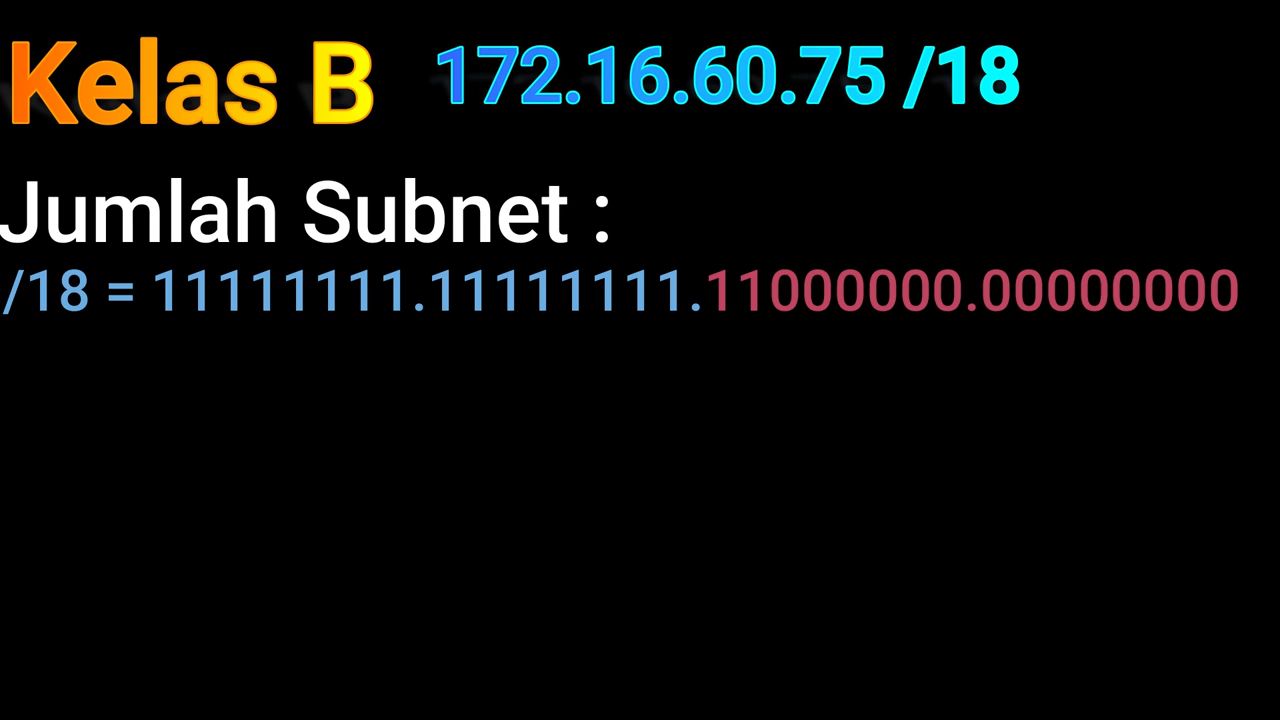 Kelas B 172.16.60.75 /18
Jumlah Subnet :
/18 = 11111111.11111111.11000000.00000000